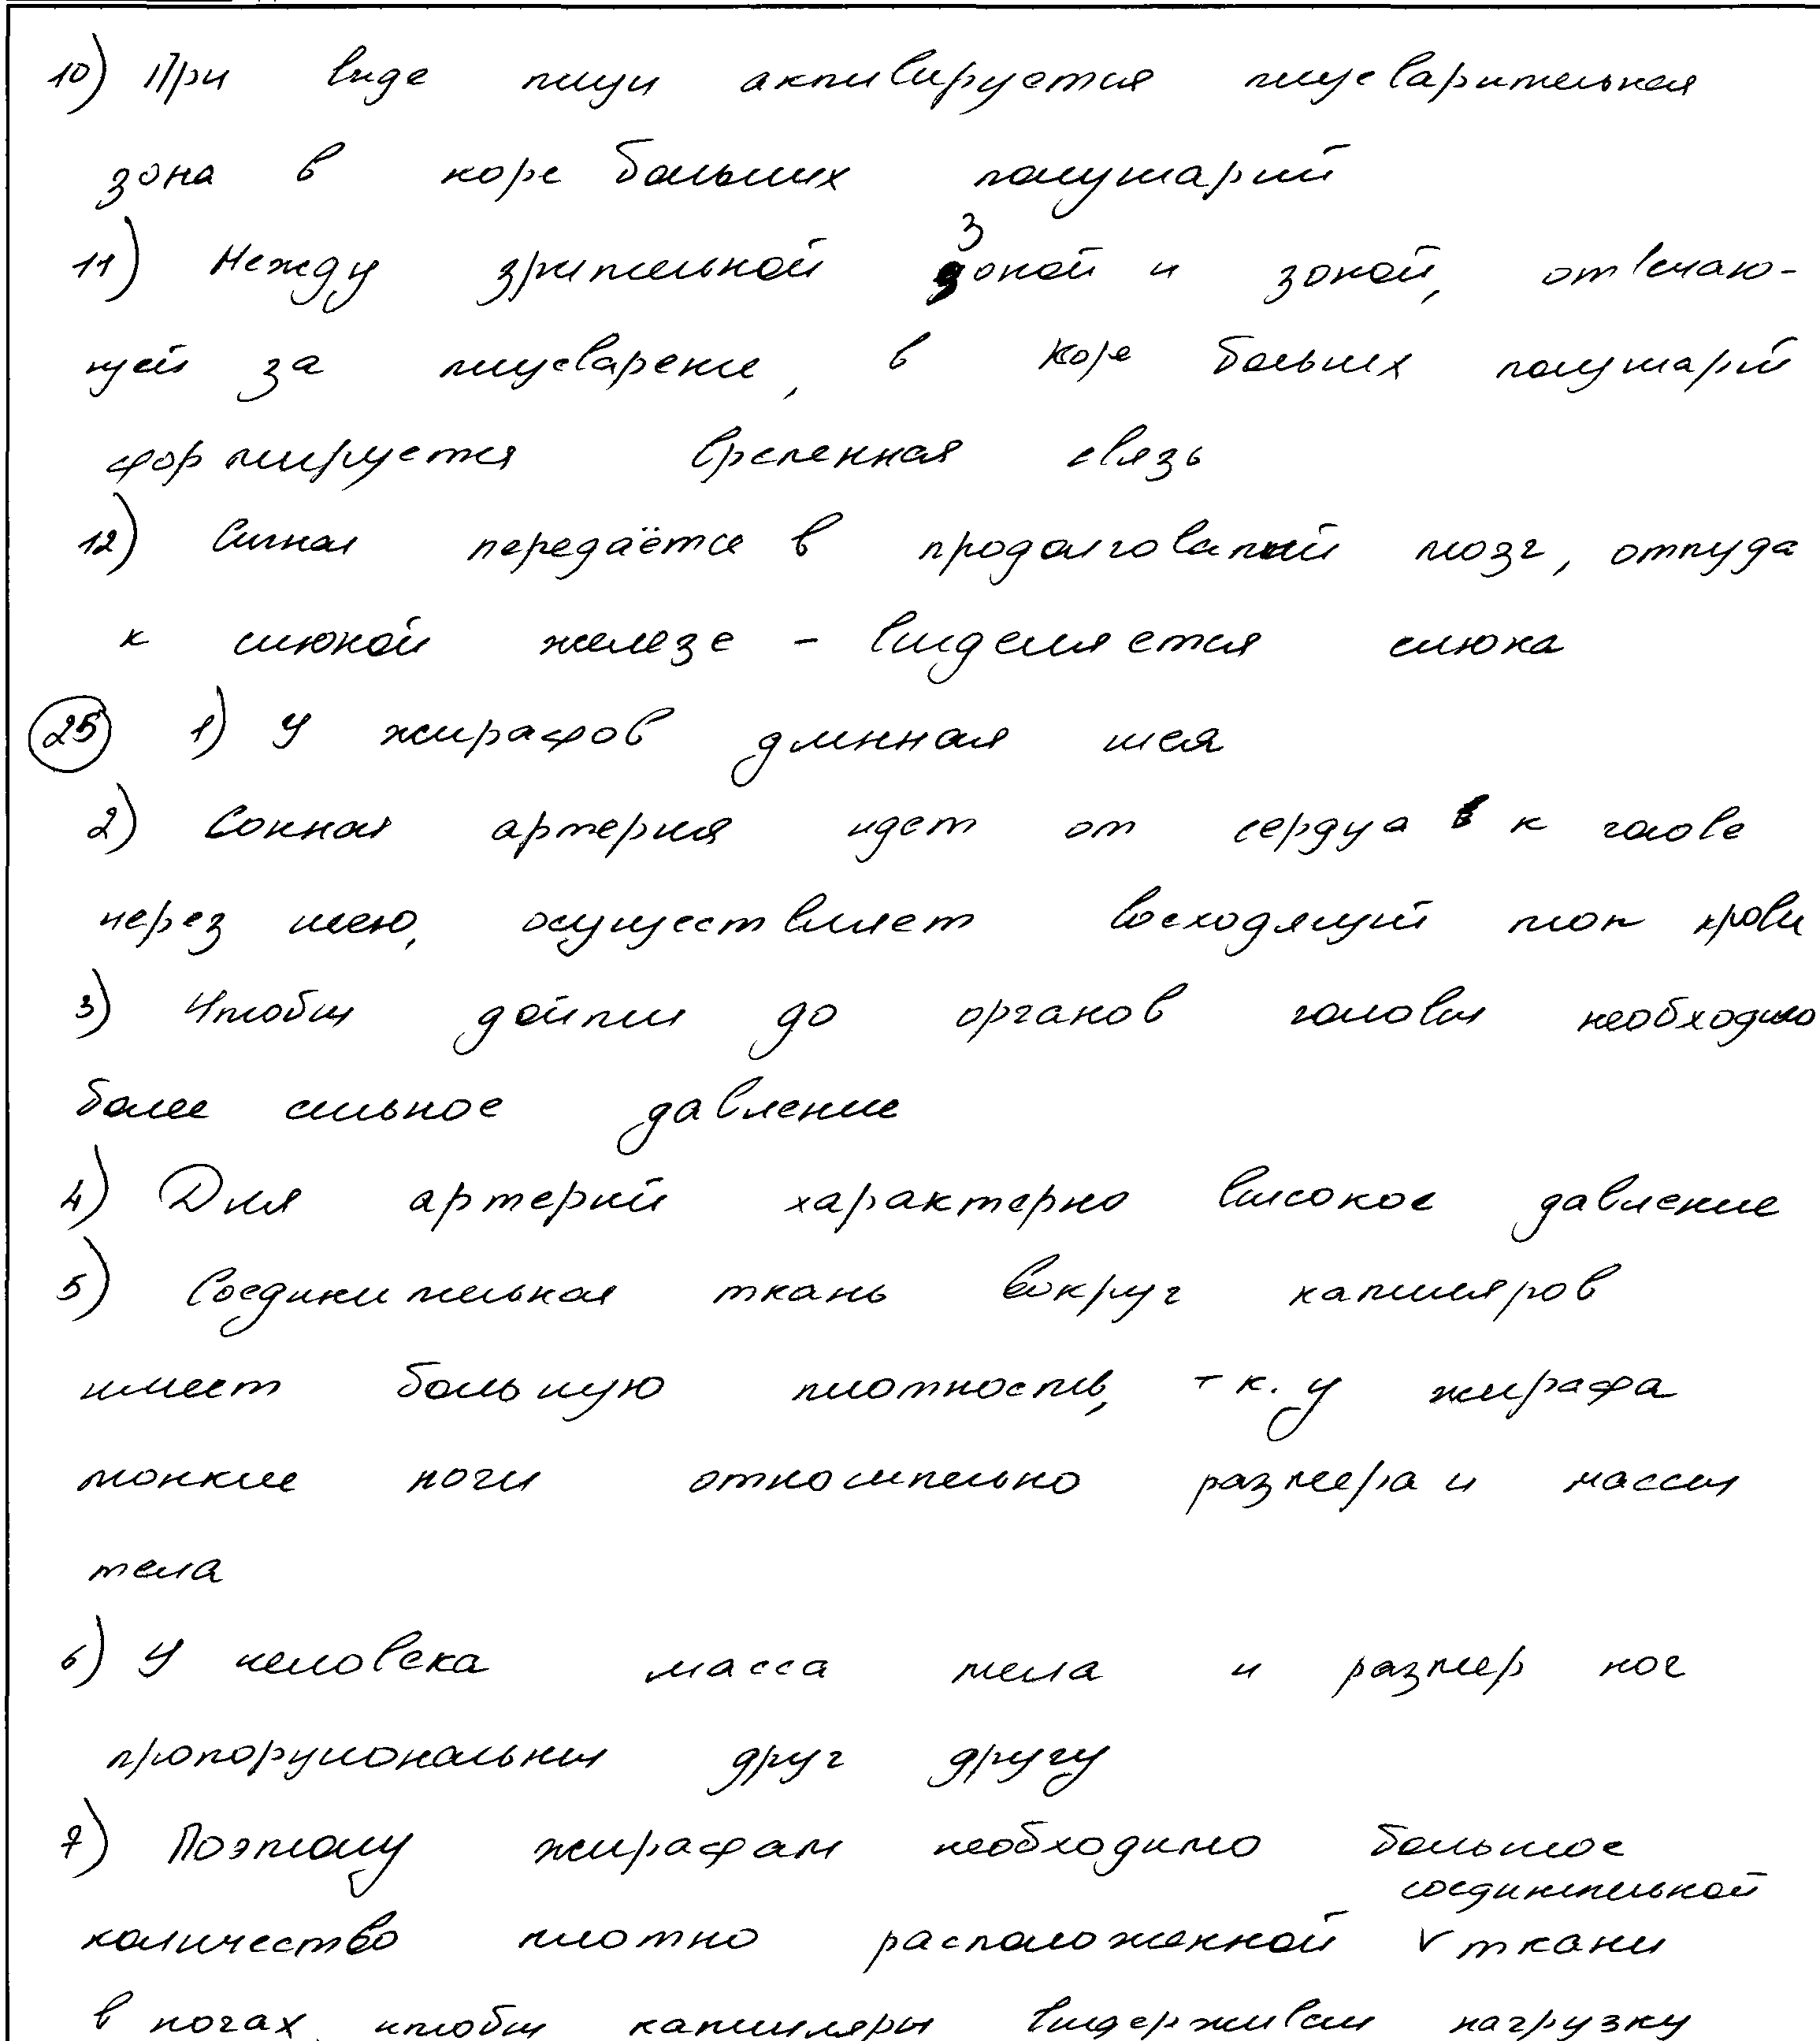 10) При виде пищи активируется пищеварительная
зона в коре больших полушарий
11) Между зрительной зоной и зоной, отвечаю-
щей за пищеварение, в коре больших полушарий
формируется временная связь
12) Сигнал передаётся в продолговатый мозг, откуда
к слюной железе - выделяется слюна
25 1) У жирафов длинная шея
2) Сонная артерия идет от сердца к голове
через шею, осуществляет восходящий ток крови
3) Чтобы дойти до органов головы необходимо
более сильное давление
4) Для артерий характерно высокое давление
5) Соединительная ткань вокруг капилляров
имеет большую плотность, т к. у жирафа
тонкие ноги относительно размера и массы
тела
6) У человека масса тела и размер ног
пропорциональны друг другу
7) Поэтому жирафам необходимо большое
соединительной
количество плотно расположенной V ткани
в ногах, чтобы капилляры выдерживали нагрузку